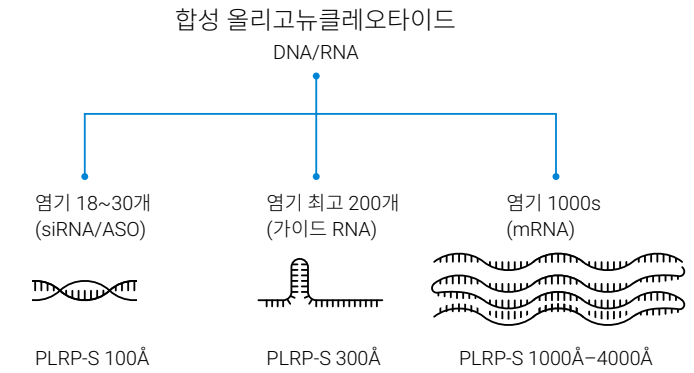 합성 올리고뉴클레오타이드
DNA/RNA
염기 18~30개
(siRNA/ASO)
염기 최고 200개
(가이드 RNA)
염기 1000s
(mRNA)
PLRP-S 100Å
PLRP-S 300Å
PLRP-S 1000Å–4000Å